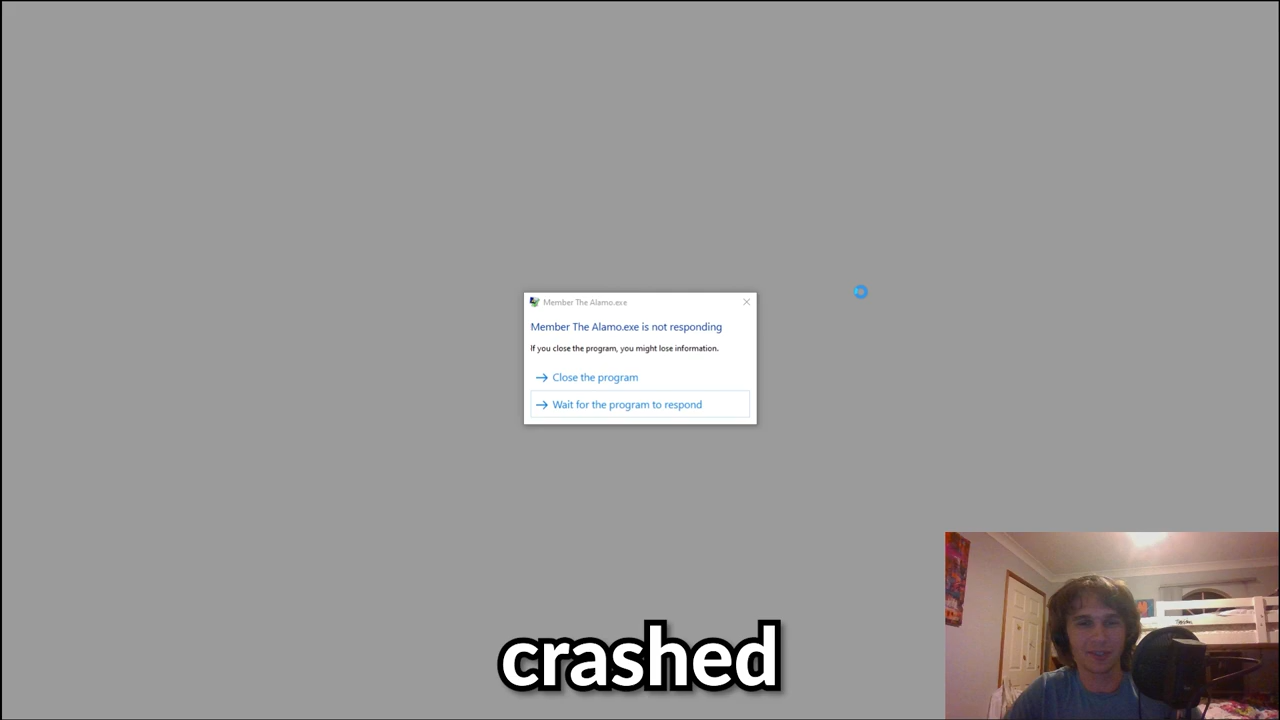 Member The Alamo.exe
Member The Alamo.exe is not responding
If you close the program, you might lose information.
Close the program
Wait for the program to respond
crashed